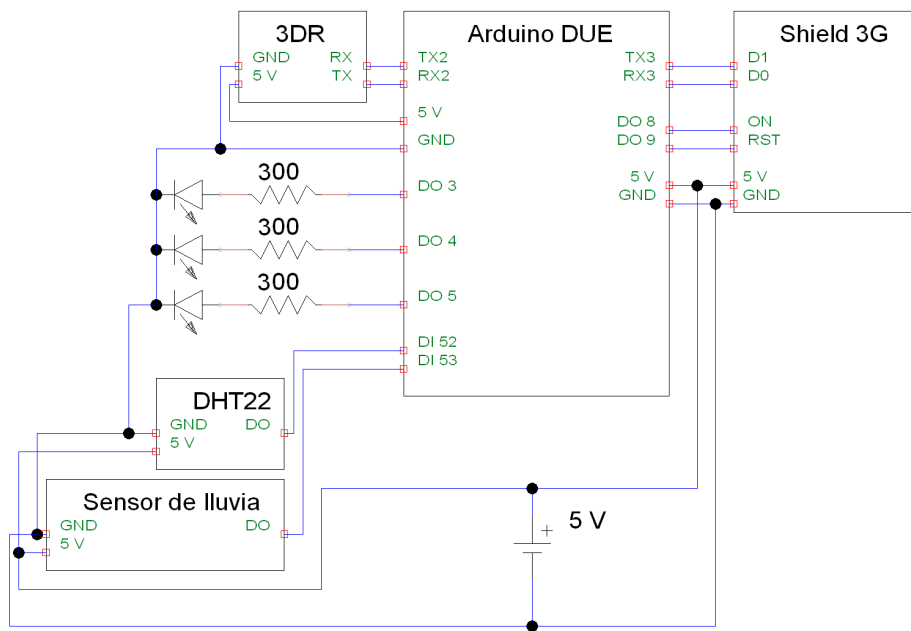 3DR
GND RX
5 V TX
Arduino DUE
TX2 TX3
RX2 RX3
5 V DO 8
GND DO 9
DO 3 5 V
GND
DO 4
DO 5
DI 52
DI 53
Shield 3G
D1
D0
ON
RST
5 V
GND
300
300
300
DHT22
GND DO
5 V
Sensor de lluvia
GND DO
5 V
+ 5 V